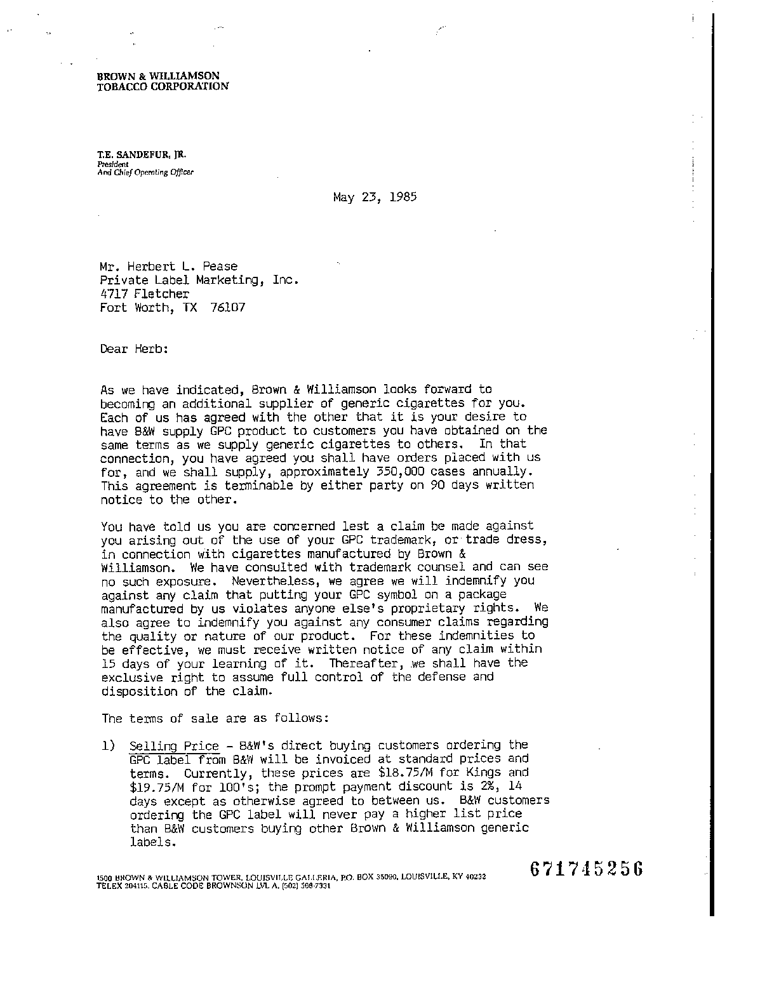 BROWN & WILLIAMSON
TOBACCO CORPORATION
T.E. SANDEFUR, JR.
President
And Chief Operating Officer
May 23, 1985
Mr. Herbert L. Pease
Private Label Marketing, Inc.
4717 Fletcher
Fort Worth, TX 76107
Dear Herb:
As we have indicated, Brown & Williamson looks forward to
becoming an additional supplier of generic cigarettes for you.
Each of us has agreed with the other that it is your desire to
have B&W supply GPC product to customers you have obtained on the
same terms as we supply generic cigarettes to others. In that
connection, you have agreed you shall have orders placed with us
for, and we shall supply, approximately 350,000 cases annually.
This agreement is terminable by either party on 90 days written
notice to the other.
You have told us you are concerned lest a claim be made against
you arising out of the use of your GPC trademark, or trade dress,
in connection with cigarettes manufactured by Brown &
Williamson. We have consulted with trademark counsel and can see
no such exposure. Nevertheless, we agree we will indemnify you
against any claim that putting your GPC symbol on a package
manufactured by us violates anyone else's proprietary rights. We
also agree to indemnify you against any consumer claims regarding
the quality or nature of our product. For these indemnities to
be effective, we must receive written notice of any claim within
15 days of your learning of it. Thereafter, we shall have the
exclusive right to assume full control of the defense and
disposition of the claim.
The terms of sale are as follows:
1) Selling Price - B&W's direct buying customers ordering the
GPC label from B&W will be invoiced at standard prices and
terms. Currently, these prices are $18.75/M for Kings and
$19.75/M for 100's; the prompt payment discount is 2%, 14
days except as otherwise agreed to between us. B&W customers
ordering the GPC label will never pay a higher list price
than B&W customers buying other Brown & Williamson generic
labels.
1500 BROWN & WILLIAMSON TOWER, LOUISVILLE GALLERIA, P.O. BOX 35090, LOUISVILLE, KY 40232
TELEX 204115, CABLE CODE BROWNSON LVL A, (502) 568-7331
671745256